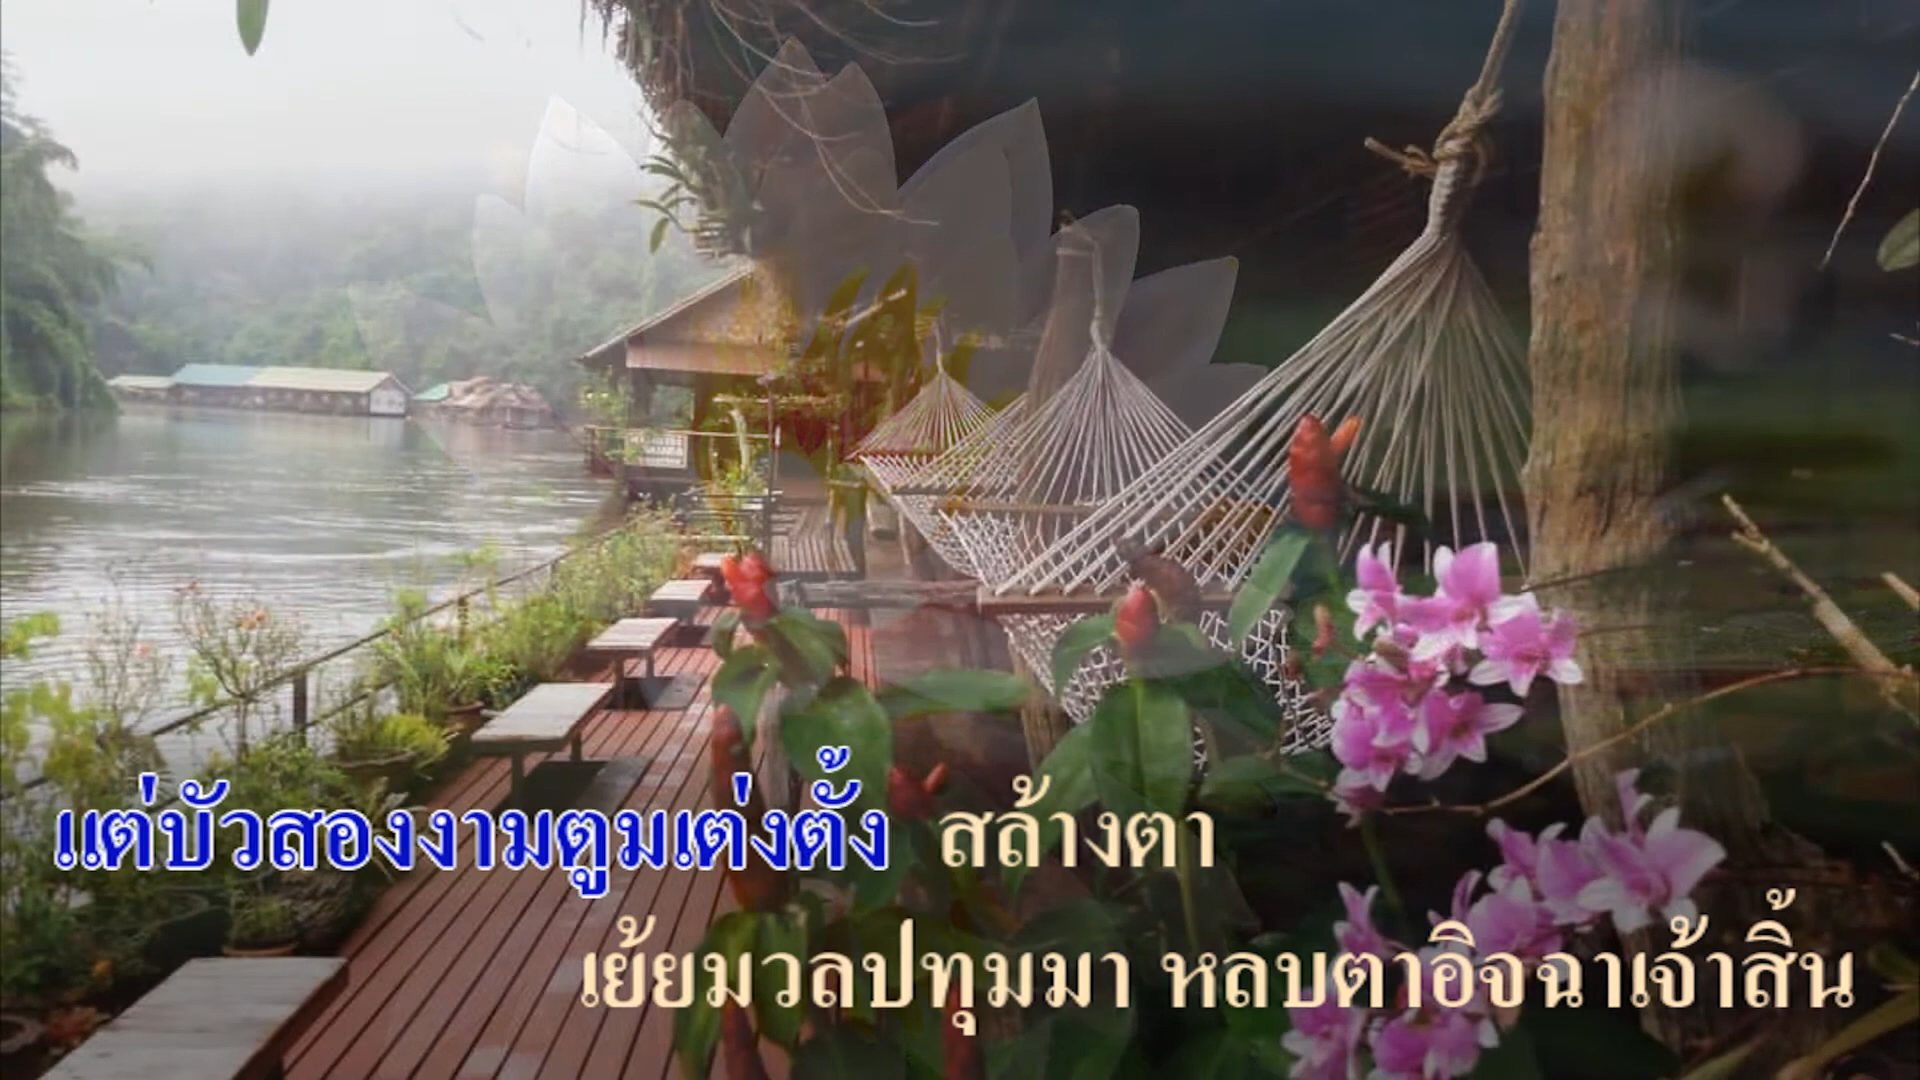 แต่บัวสองงามตูมเต่งตั้ง สล้างตา
เย้ยมวลปทุมมา หลบตาอิจฉาเจ้าสิ้น